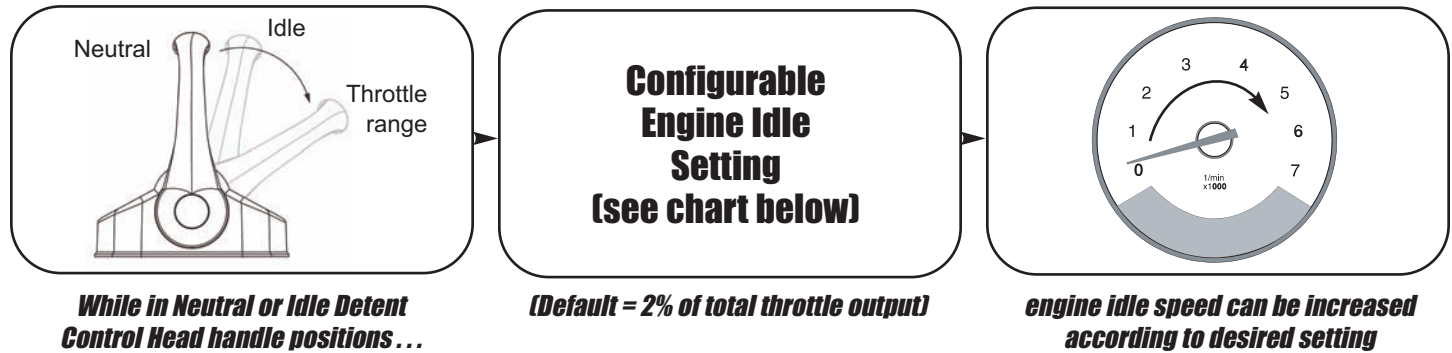 Neutral
Idle
Throttle
range
While in Neutral or Idle Detent
Control Head handle positions . . .
Configurable
Engine Idle
Setting
(see chart below)
(Default = 2% of total throttle output)
0
1
2
3
4
5
6
7
1/min
x1000
engine idle speed can be increased
according to desired setting